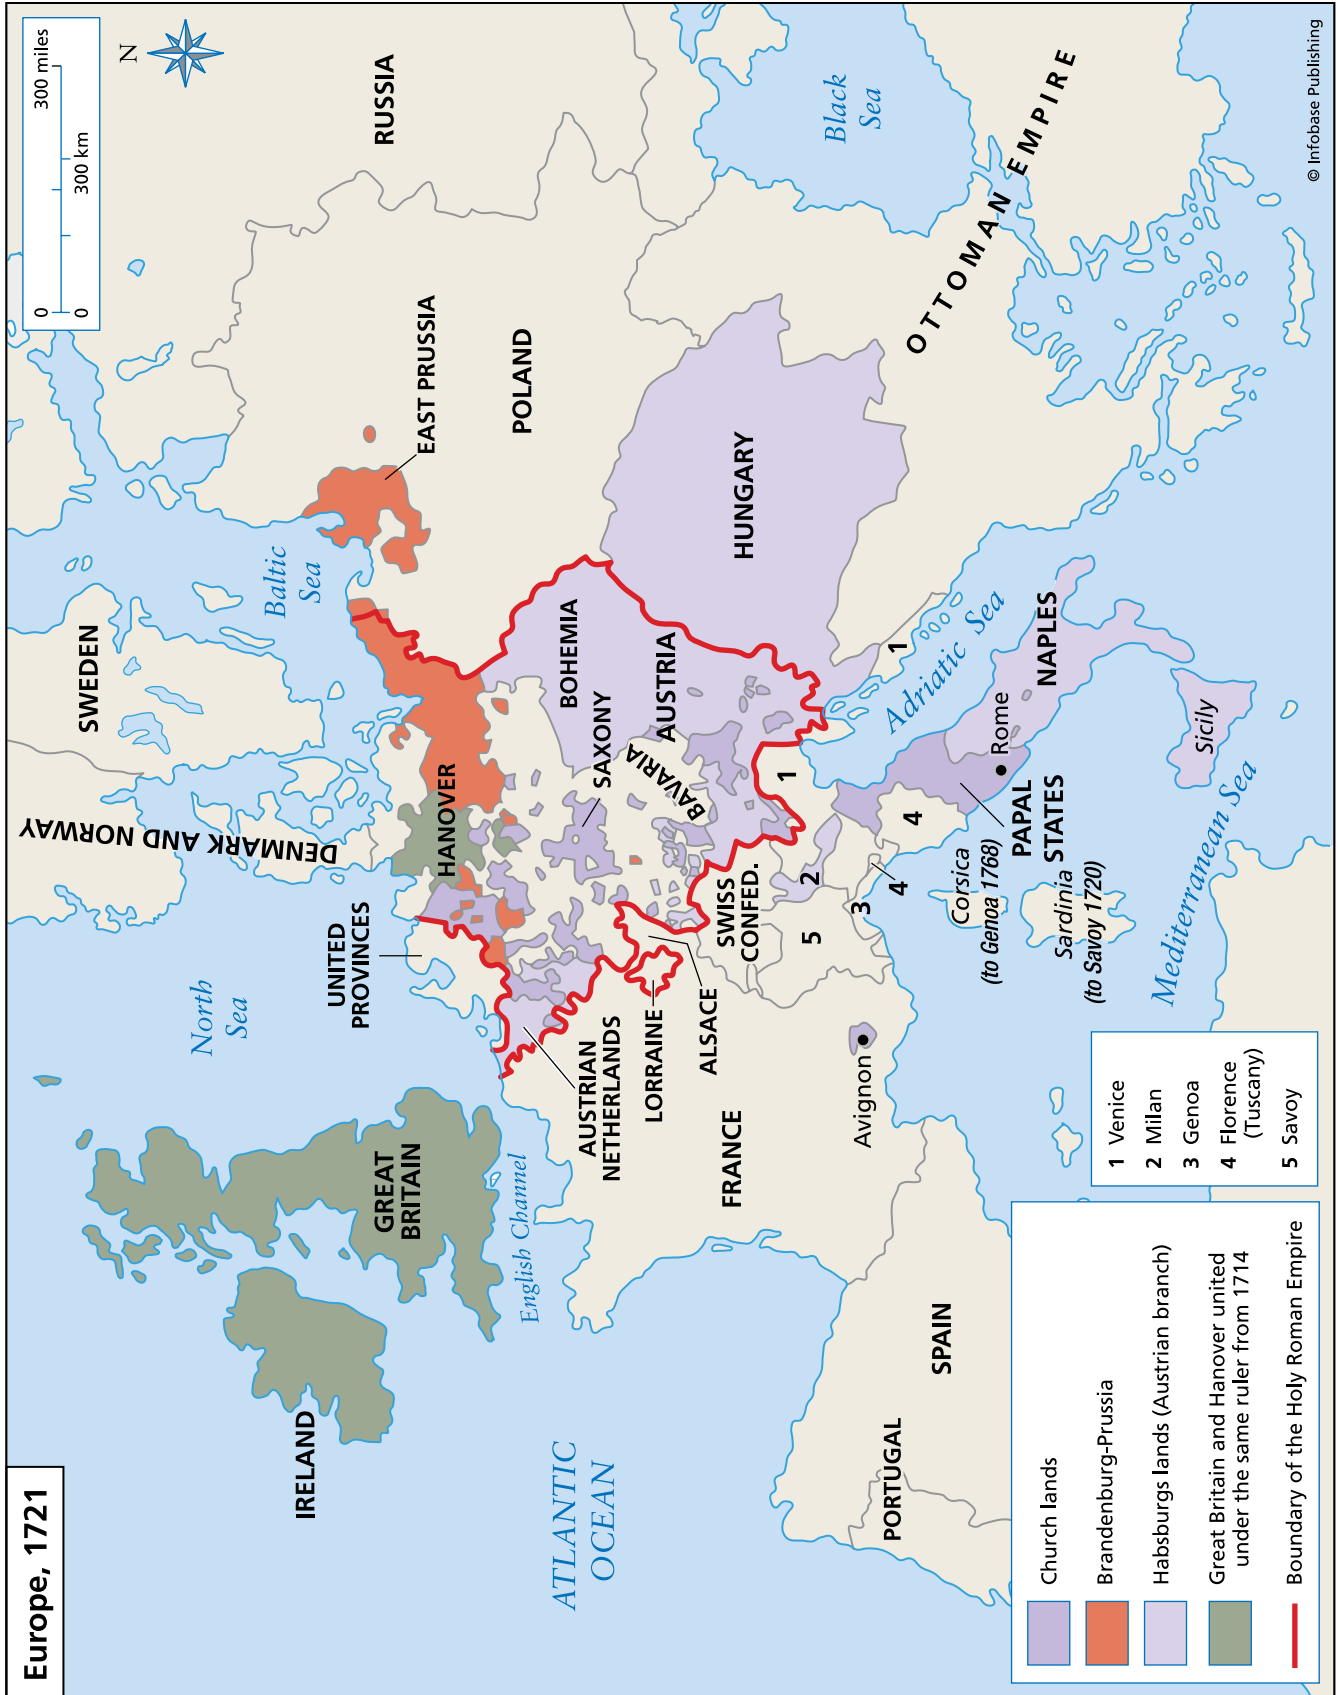 Europe, 1721
0 300 miles
0 300 km
N
ATLANTIC
OCEAN
IRELAND
GREAT
BRITAIN
English Channel
North
Sea
DENMARK AND NORWAY
SWEDEN
Baltic
Sea
RUSSIA
UNITED
PROVINCES
HANOVER
EAST PRUSSIA
POLAND
AUSTRIAN
NETHERLANDS
LORRAINE
ALSACE
SAXONY
BOHEMIA
BAVARIA
AUSTRIA
HUNGARY
FRANCE
SWISS
CONFED.
Avignon
5
2
3
1
4
4
1
Adriatic Sea
Black
Sea
OTTOMAN EMPIRE
PORTUGAL
SPAIN
Corsica
(to Genoa 1768)
Sardinia
(to Savoy 1720)
PAPAL
STATES
Rome
NAPLES
Sicily
Mediterranean Sea
Church lands
Brandenburg-Prussia
Habsburgs lands (Austrian branch)
Great Britain and Hanover united
under the same ruler from 1714
Boundary of the Holy Roman Empire
1 Venice
2 Milan
3 Genoa
4 Florence
(Tuscany)
5 Savoy
© Infobase Publishing